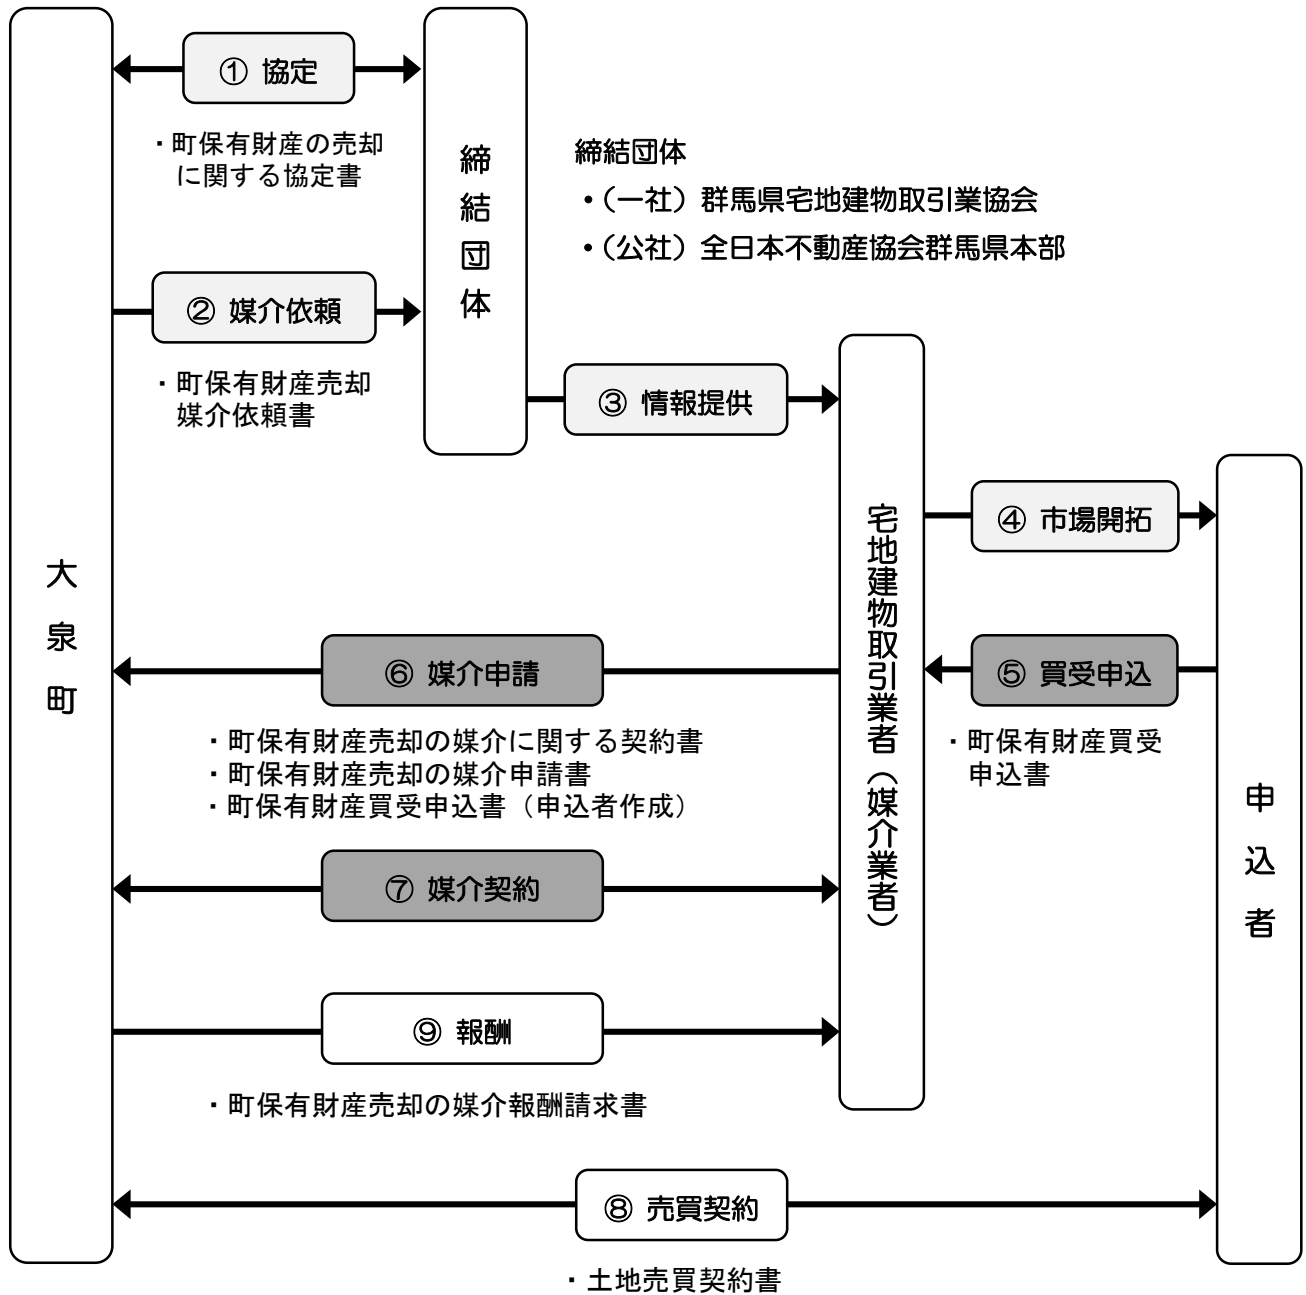 ① 協定
・町保有財産の売却
に関する協定書
締結団体
締結団体
・（一社）群馬県宅地建物取引業協会
・（公社）全日本不動産協会群馬県本部
② 媒介依頼
・町保有財産売却
媒介依頼書
③ 情報提供
④ 市場開拓
大泉町
宅地建物取引業者（媒介業者）
申込者
⑥ 媒介申請
⑤ 買受申込
・町保有財産売却の媒介に関する契約書
・町保有財産売却の媒介申請書
・町保有財産買受申込書（申込者作成）
・町保有財産買受
申込書
⑦ 媒介契約
⑨ 報酬
・町保有財産売却の媒介報酬請求書
⑧ 売買契約
・土地売買契約書